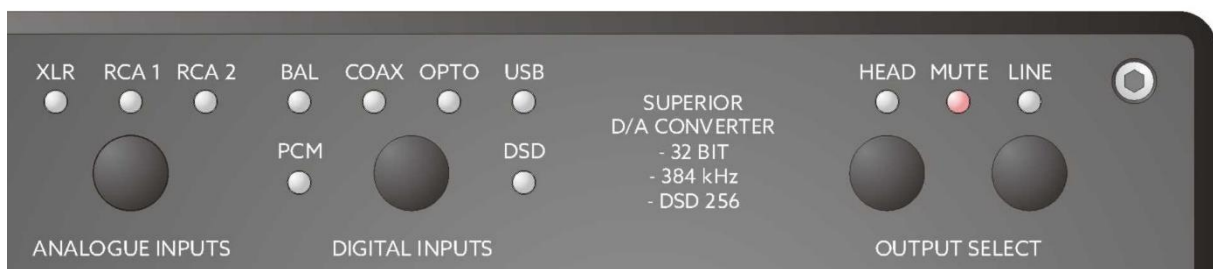 XLR RCA 1 RCA 2 BAL COAX OPTO USB HEAD MUTE LINE
PCM DSD
SUPERIOR
D/A CONVERTER
- 32 BIT
- 384 kHz
- DSD 256
ANALOGUE INPUTS DIGITAL INPUTS OUTPUT SELECT